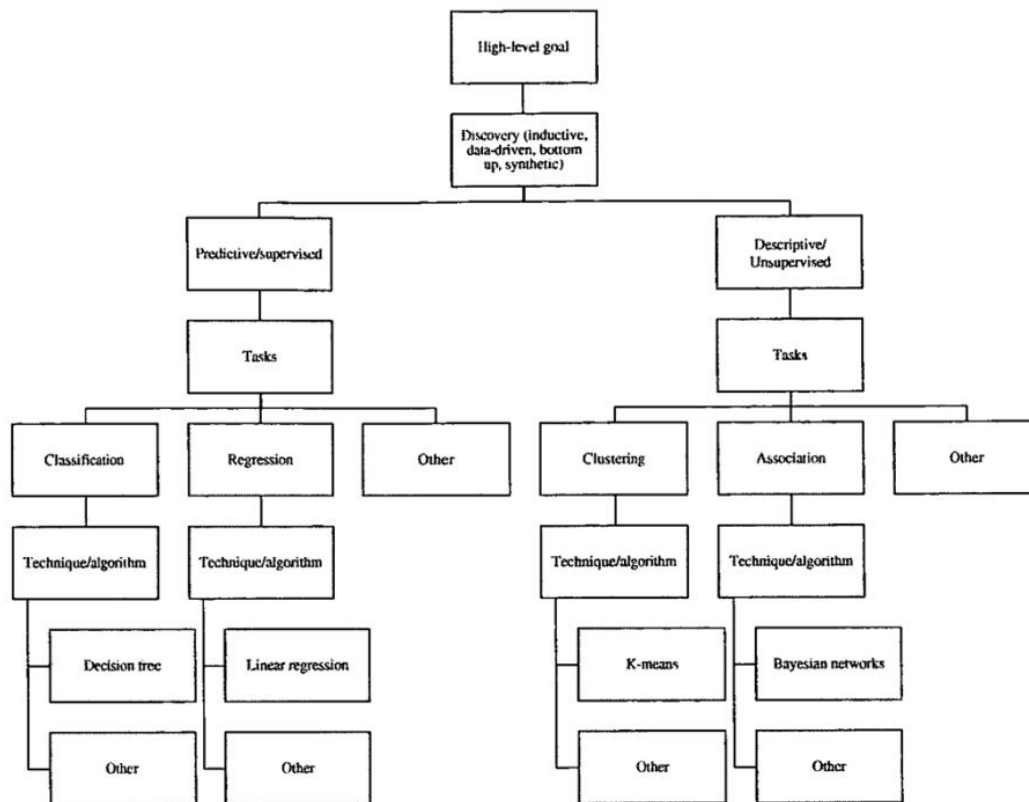 High-level goal
Discovery (inductive,
data-driven, bottom
up, synthetic)
Predictive/supervised
Descriptive/
Unsupervised
Tasks
Tasks
Classification
Regression
Other
Clustering
Association
Other
Technique/algorithm
Technique/algorithm
Technique/algorithm
Technique/algorithm
Decision tree
Linear regression
K-means
Bayesian networks
Other
Other
Other
Other